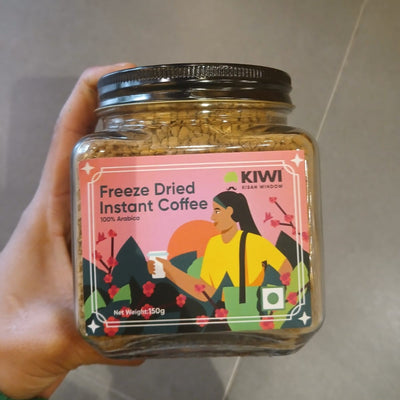 KIWI
KISAN WINDOW
Freeze Dried
Instant Coffee
100% Arabica
Net Weight:150g